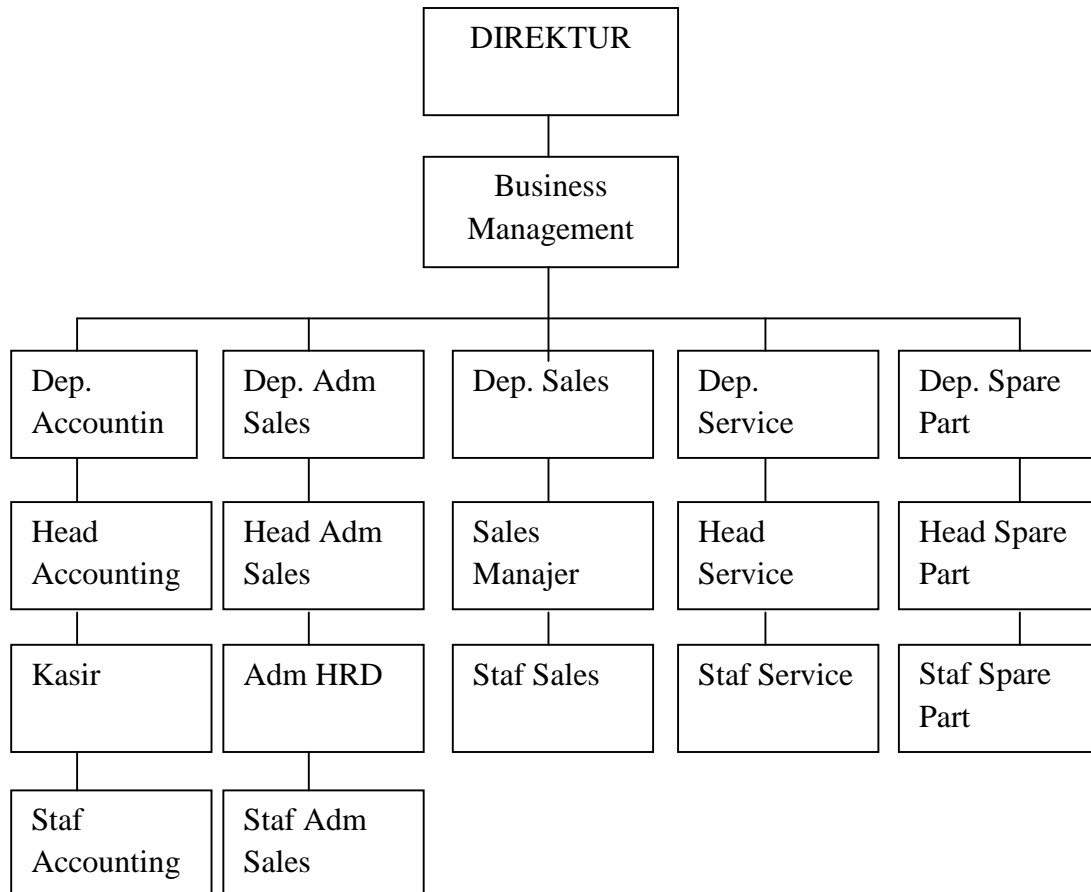 DIREKTUR
Business
Management
Dep.
Accountin
Dep. Adm
Sales
Dep. Sales
Dep.
Service
Dep. Spare
Part
Head
Accounting
Head Adm
Sales
Sales
Manajer
Head
Service
Head Spare
Part
Kasir
Adm HRD
Staf Sales
Staf Service
Staf Spare
Part
Staf
Accounting
Staf Adm
Sales